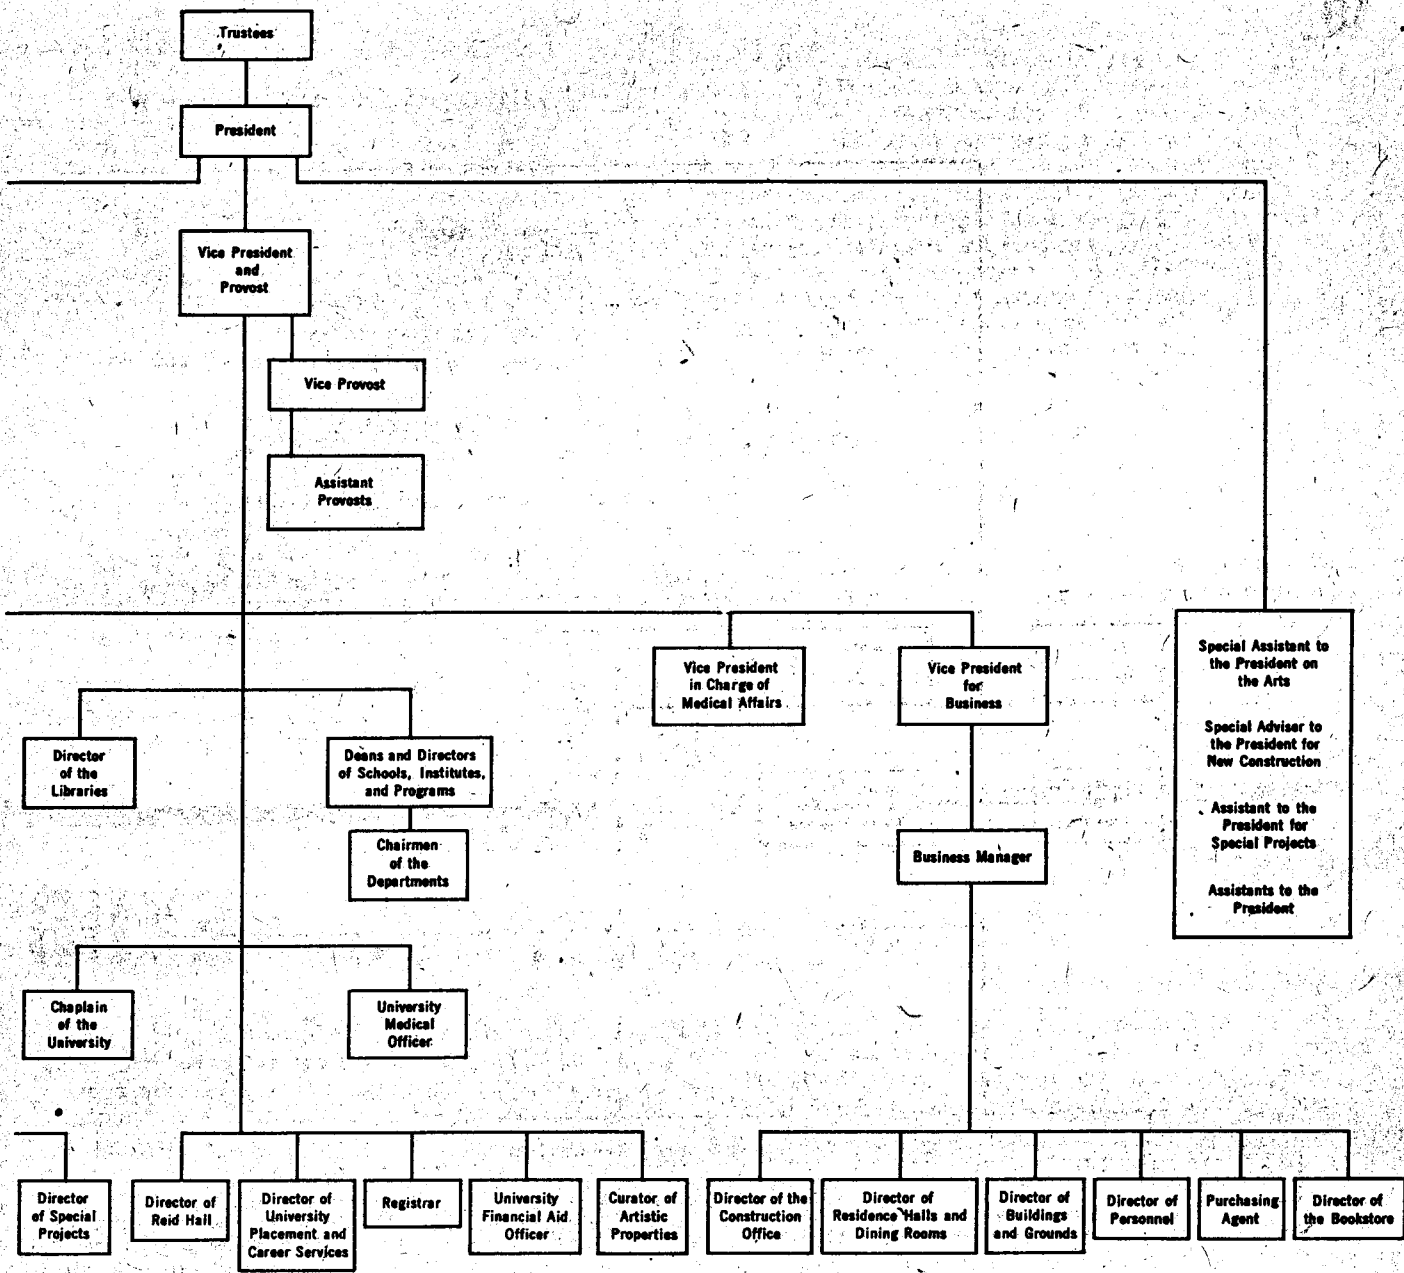 Trustees
President
Vice President
and
Provost
Vice Provost
Assistant
Provosts
Vice President
in Charge of
Medical Affairs
Vice President
for
Business
Special Assistant to
the President on
the Arts
Special Adviser to
the President for
New Construction
Assistant to the
President for
Special Projects
Assistants to the
President
Director
of the
Libraries
Deans and Directors
of Schools, Institutes,
and Programs
Chairmen
of the
Departments
Business Manager
Chaplain
of the
University
University
Medical
Officer
Director
of Special
Projects
Director of
Reid Hall
Director of
University
Placement and
Career Services
Registrar
University
Financial Aid
Officer
Curator of
Artistic
Properties
Director of the
Construction
Office
Director of
Residence Halls and
Dining Rooms
Director of
Buildings
and Grounds
Director of
Personnel
Purchasing
Agent
Director of
the Bookstore